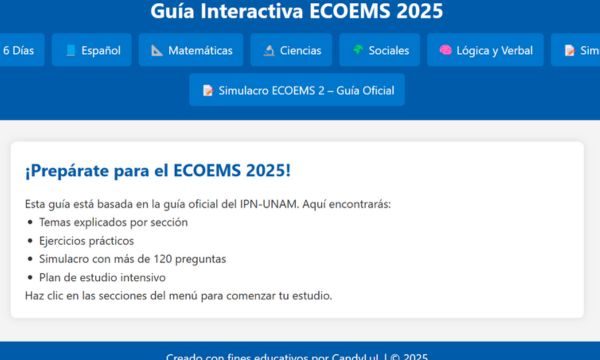 Guía Interactiva ECOEMS 2025
6 Días Español Matemáticas Ciencias Sociales Lógica y Verbal
Simulacro ECOEMS 2 – Guía Oficial
¡Prepárate para el ECOEMS 2025!
Esta guía está basada en la guía oficial del IPN-UNAM. Aquí encontrarás:
Temas explicados por sección
Ejercicios prácticos
Simulacro con más de 120 preguntas
Plan de estudio intensivo
Haz clic en las secciones del menú para comenzar tu estudio.
Creado con fines educativos por CandyLuL | © 2025